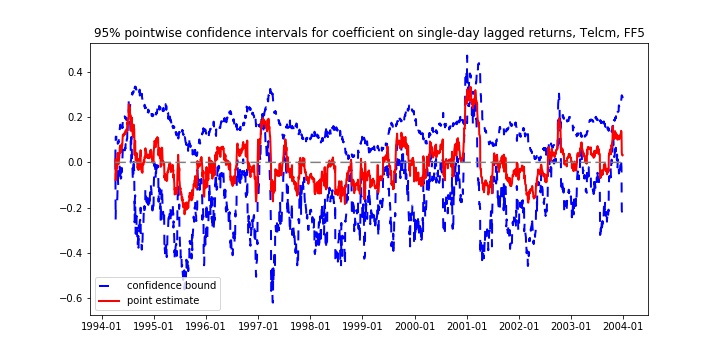 95% pointwise confidence intervals for coefficient on single-day lagged returns, Telcm, FF5
0.4
0.2
0.0
−0.2
−0.4
−0.6
confidence bound
point estimate
1994-01 1995-01 1996-01 1997-01 1998-01 1999-01 2000-01 2001-01 2002-01 2003-01 2004-01